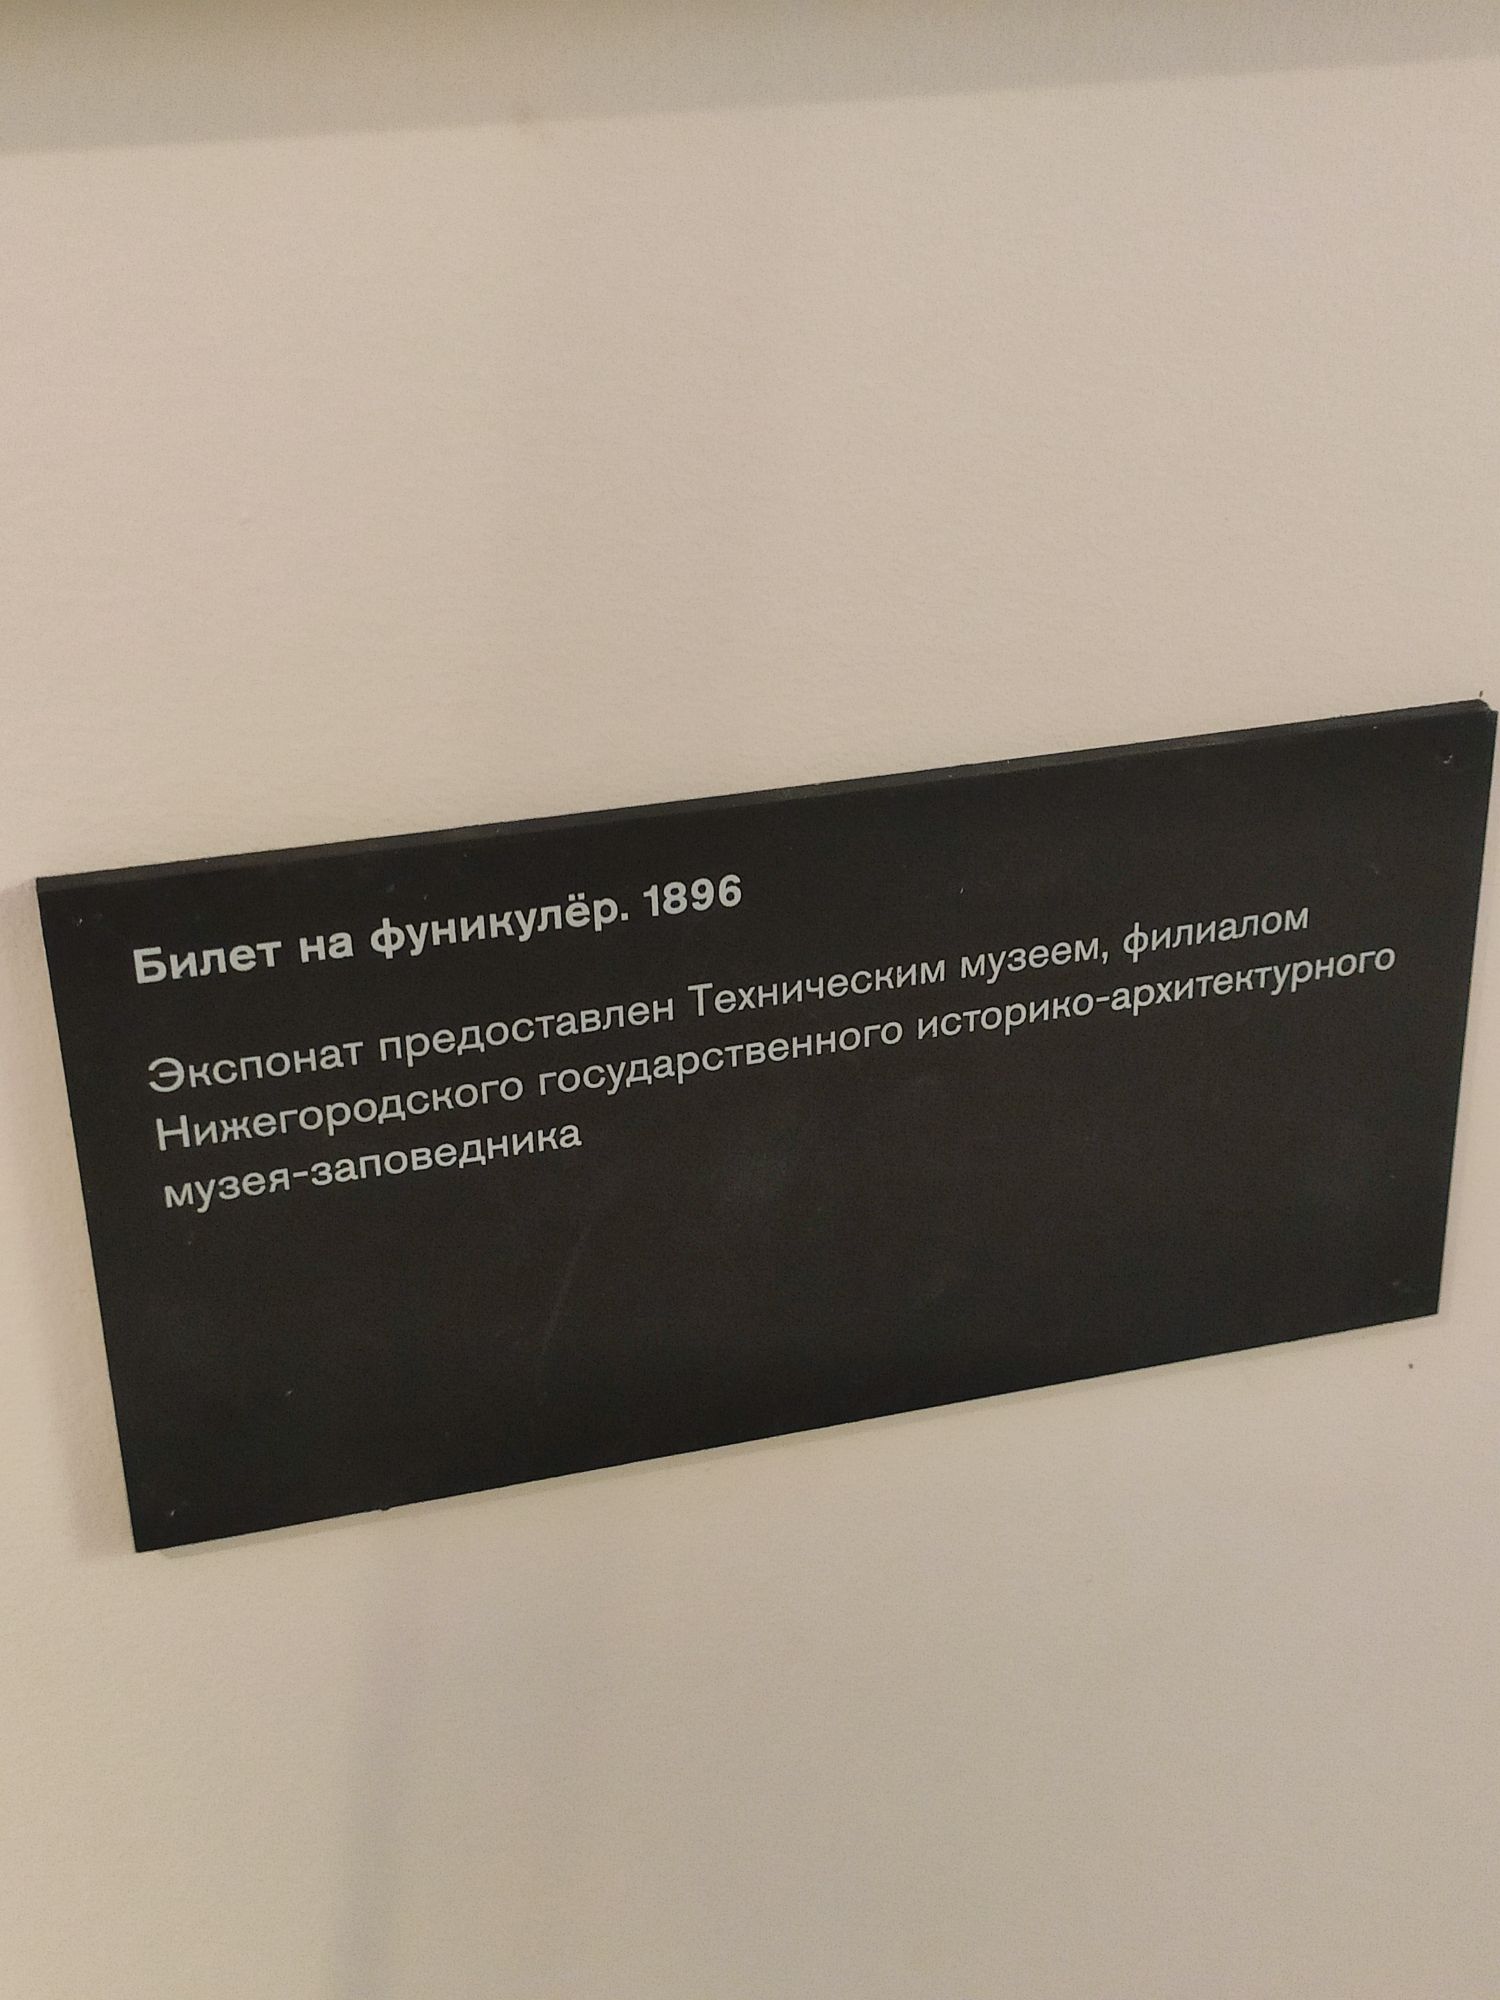 Билет на фуникулёр. 1896
Экспонат предоставлен Техническим музеем, филиалом
Нижегородского государственного историко-архитектурного
музея-заповедника